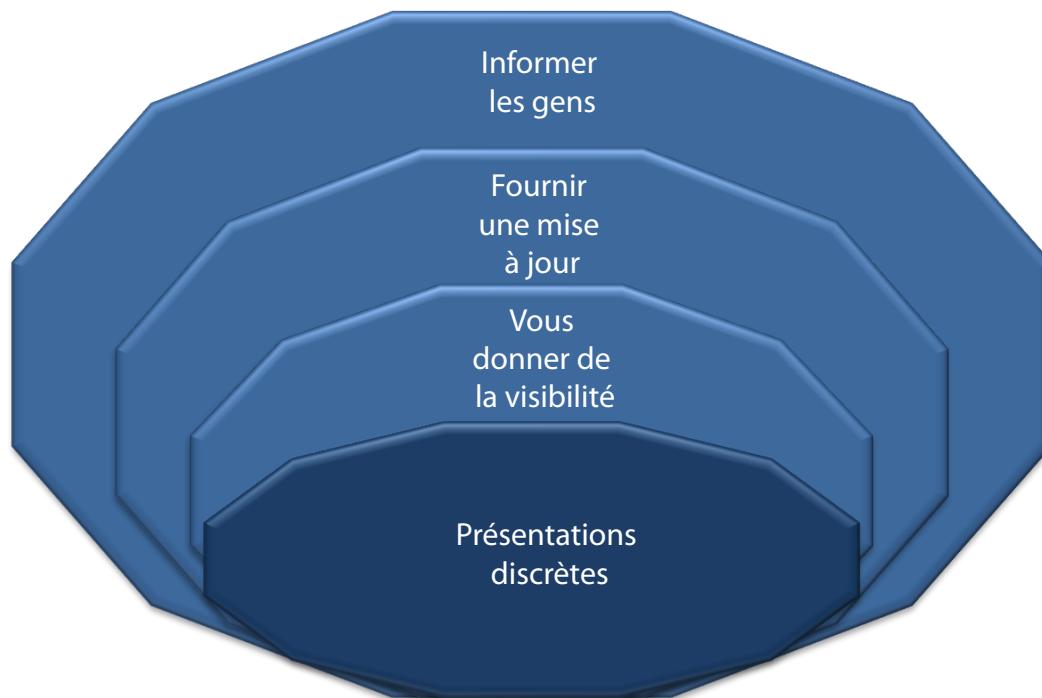 Informer
les gens
Fournir
une mise
à jour
Vous
donner de
la visibilité
Présentations
discrètes